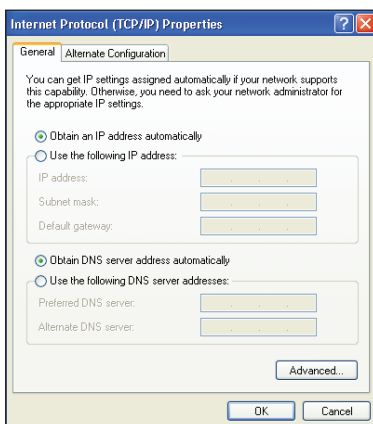 Internet Protocol (TCP/IP) Properties
General
Alternate Configuration
You can get IP settings assigned automatically if your network supports
this capability. Otherwise, you need to ask your network administrator for
the appropriate IP settings.
Obtain an IP address automatically
Use the following IP address:
IP address:
Subnet mask:
Default gateway:
Obtain DNS server address automatically
Use the following DNS server addresses:
Preferred DNS server:
Alternate DNS server:
Advanced...
OK
Cancel